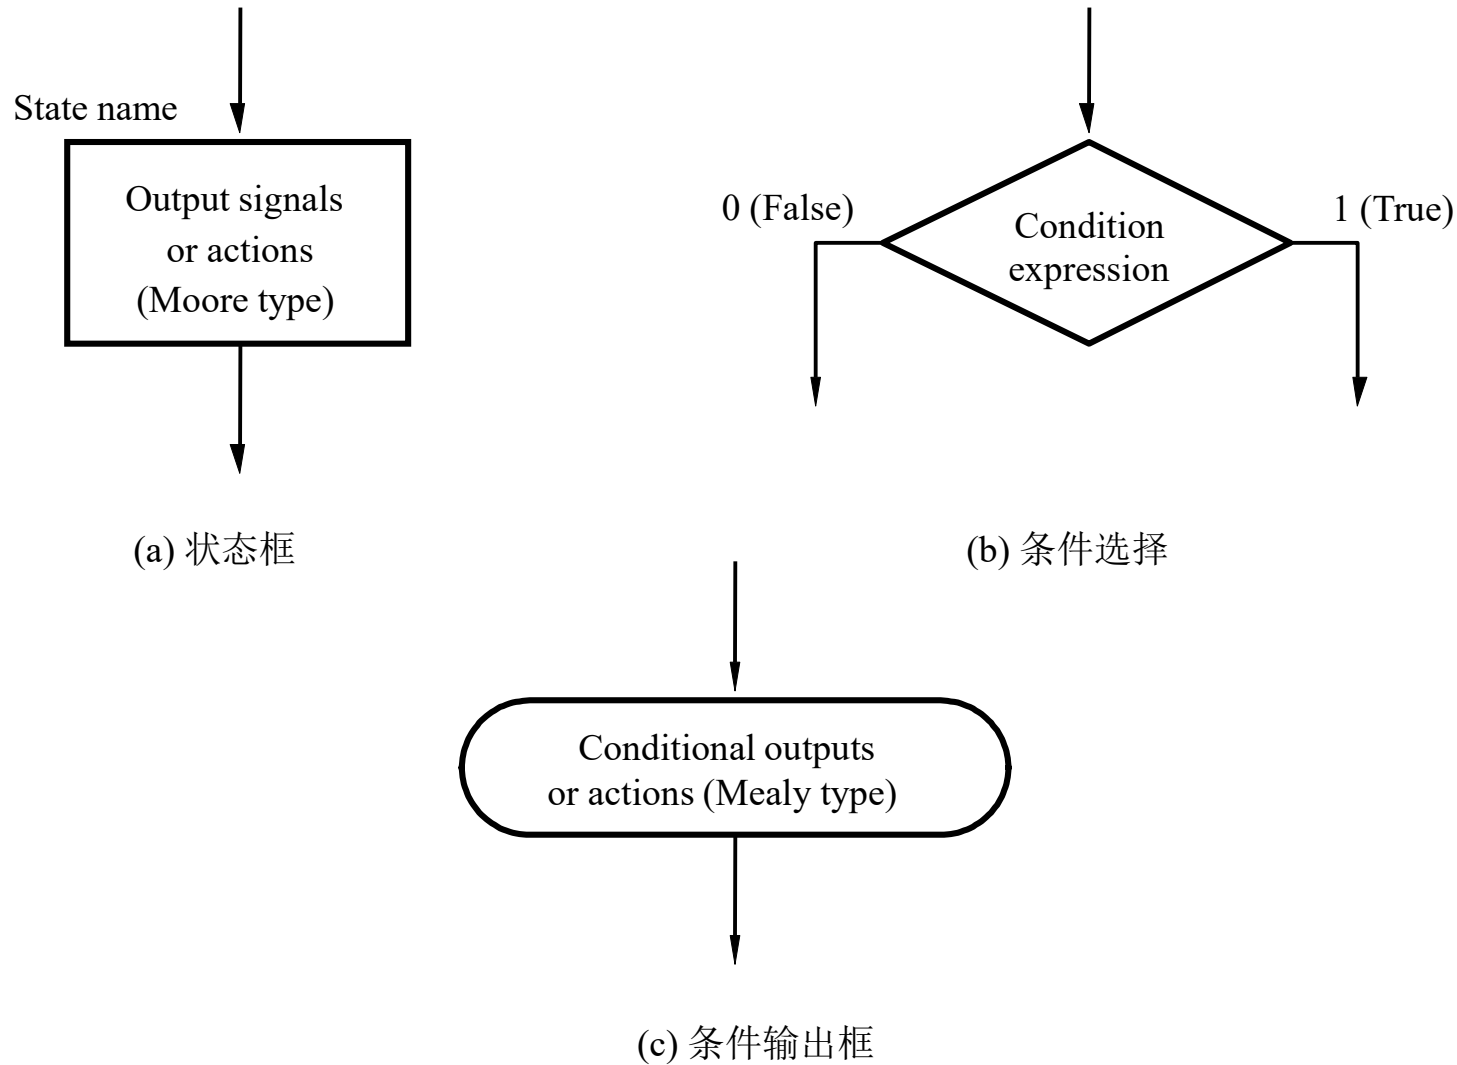 State name
Output signals
or actions
(Moore type)
0 (False)
1 (True)
Condition
expression
(a) 状态框
(b) 条件选择
Conditional outputs
or actions (Mealy type)
(c) 条件输出框